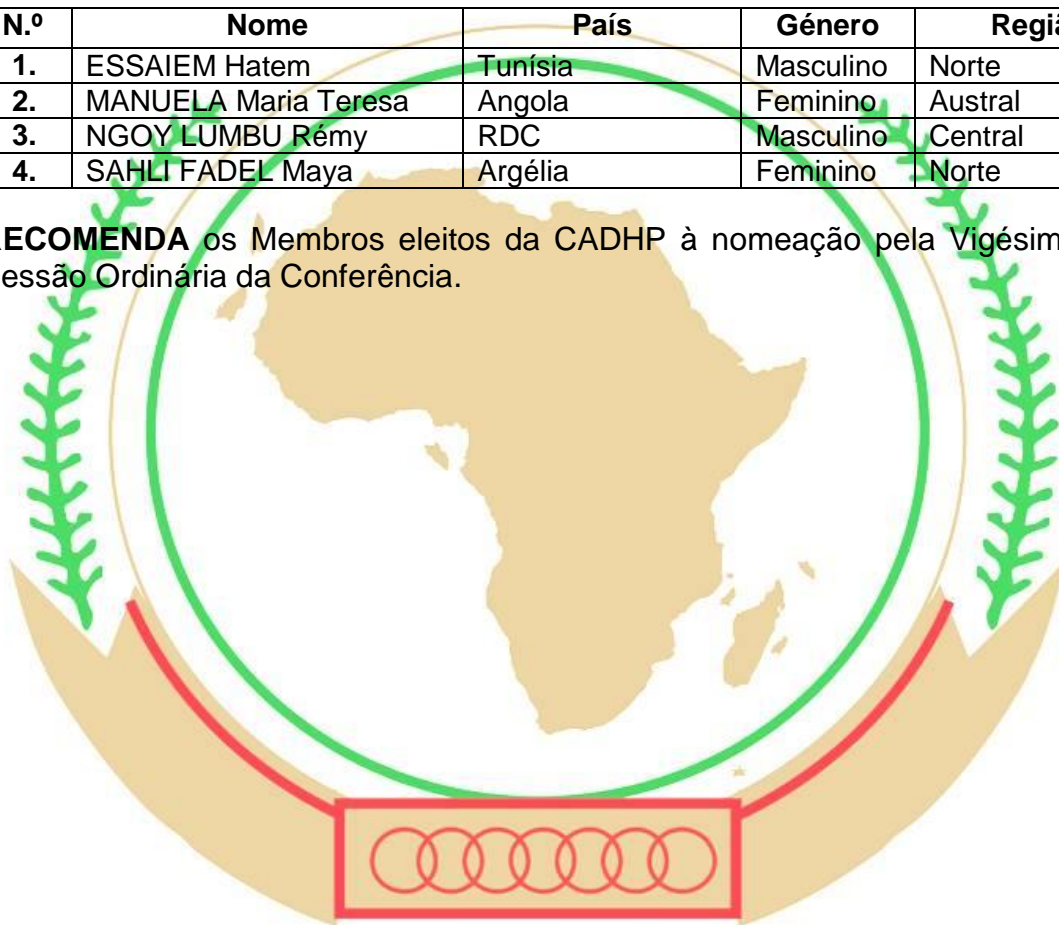 N.º Nome País Género Regiã
1. ESSAIEM Hatem Tunísia Masculino Norte
2. MANUELA Maria Teresa Angola Feminino Austral
3. NGOY LUMBU Rémy RDC Masculino Central
4. SAHLI FADEL Maya Argélia Feminino Norte
ECOMENDA os Membros eleitos da CADHP à nomeação pela Vigésim
essão Ordinária da Conferência.